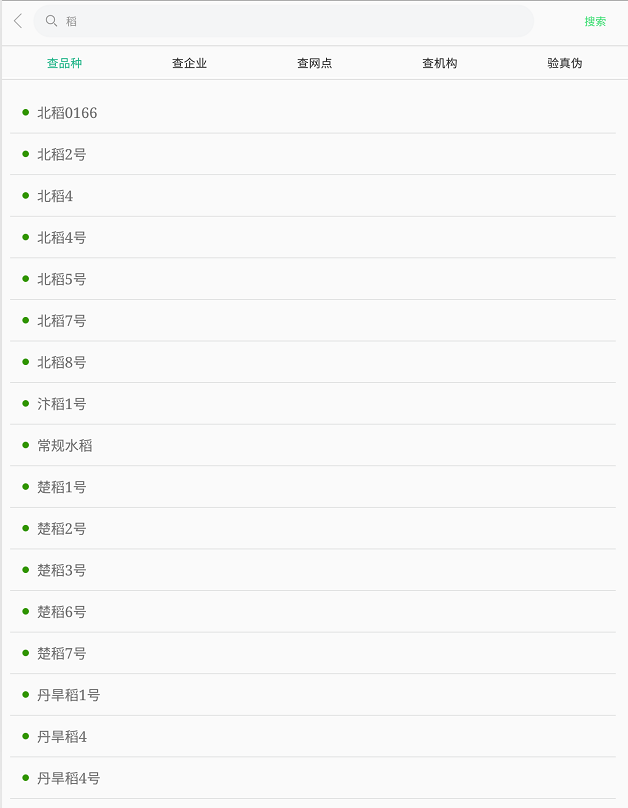 稻 搜索
查品种 查企业 查网点 查机构 验真伪
北稻0166
北稻2号
北稻4
北稻4号
北稻5号
北稻7号
北稻8号
汴稻1号
常规水稻
楚稻1号
楚稻2号
楚稻3号
楚稻6号
楚稻7号
丹旱稻1号
丹旱稻4
丹旱稻4号